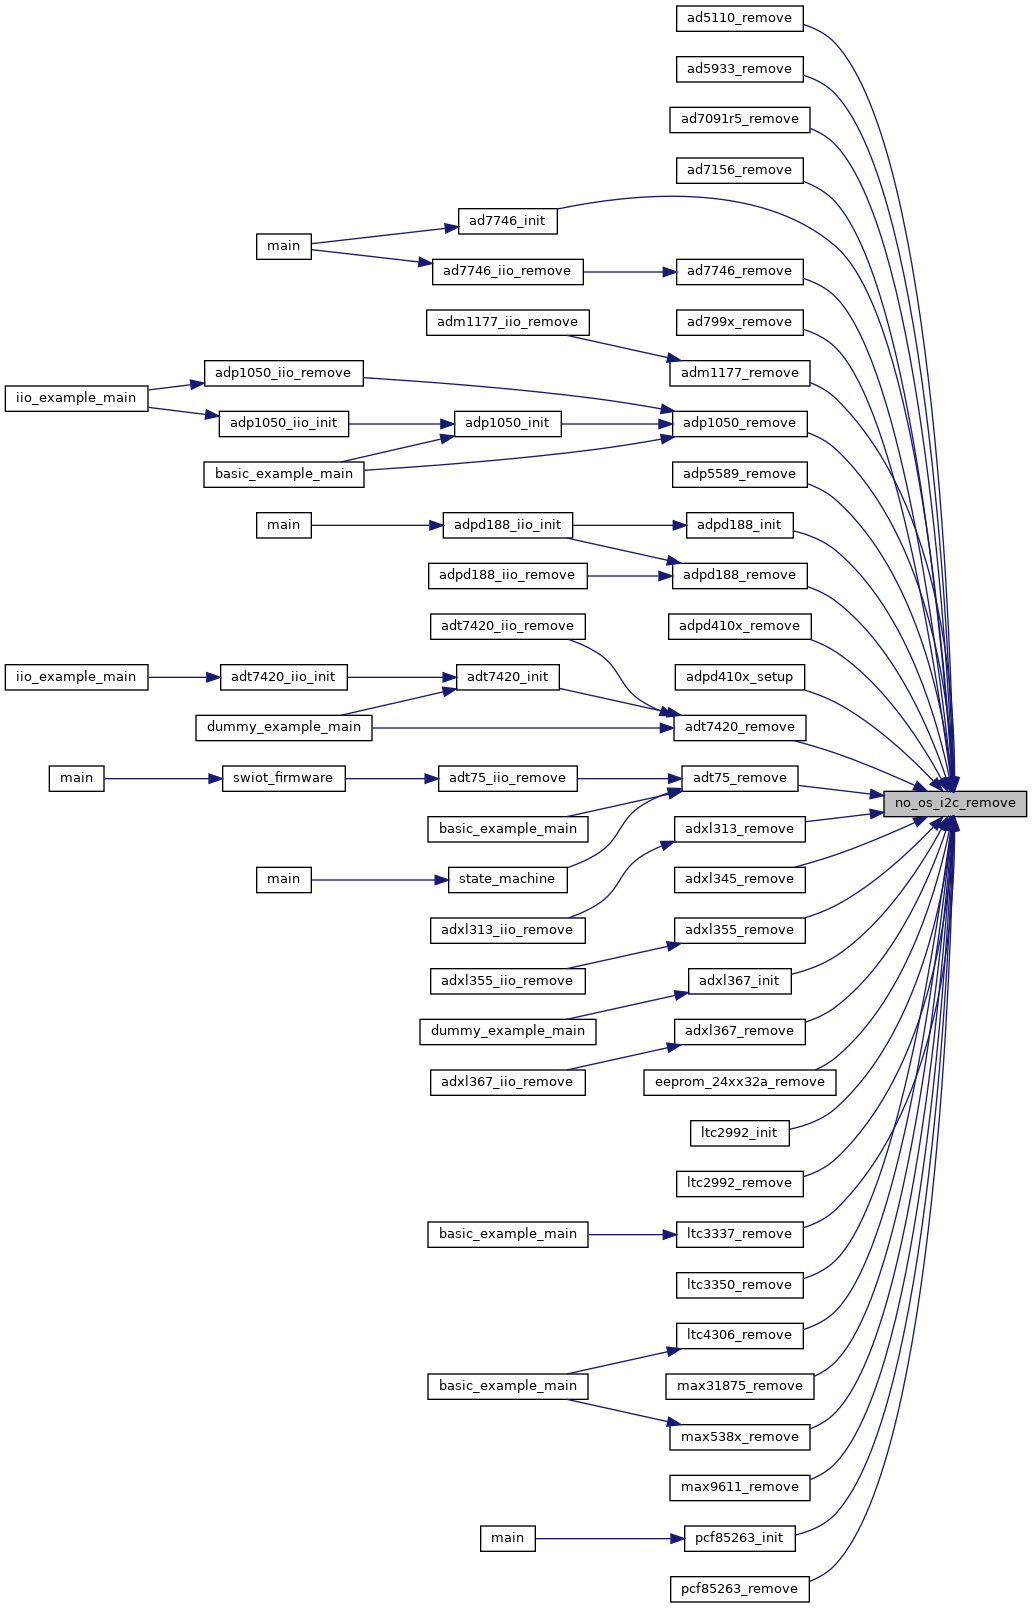 ad5110_remove
ad5933_remove
ad7091r5_remove
ad7156_remove
ad7746_init
main
ad7746_iio_remove
ad7746_remove
adm1177_iio_remove
ad799x_remove
adp1050_iio_remove
adm1177_remove
iio_example_main
adp1050_iio_init
adp1050_init
adp1050_remove
basic_example_main
adp5589_remove
main
adpd188_iio_init
adpd188_init
adpd188_iio_remove
adpd188_remove
adt7420_iio_remove
adpd410x_remove
iio_example_main
adt7420_iio_init
adt7420_init
adpd410x_setup
dummy_example_main
adt7420_remove
main
swiot_firmware
adt75_iio_remove
adt75_remove
no_os_i2c_remove
basic_example_main
adxl313_remove
main
state_machine
adxl345_remove
adxl313_iio_remove
adxl355_remove
adxl355_iio_remove
adxl367_init
dummy_example_main
adxl367_remove
adxl367_iio_remove
eeprom_24xx32a_remove
ltc2992_init
ltc2992_remove
basic_example_main
ltc3337_remove
ltc3350_remove
ltc4306_remove
basic_example_main
max31875_remove
max538x_remove
max9611_remove
main
pcf85263_init
pcf85263_remove